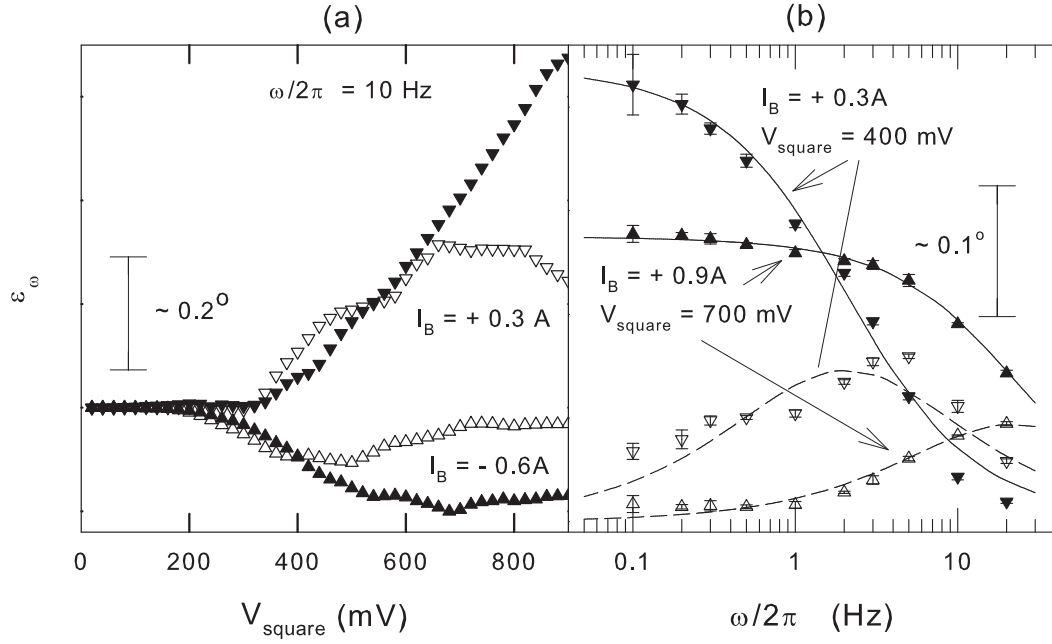 (a)
(b)
ω/2π = 10 Hz
I_B = + 0.3A
V_square = 400 mV
~ 0.1°
I_B = + 0.9A
V_square = 700 mV
~ 0.2°
I_B = + 0.3 A
I_B = - 0.6A
ε_ω
0 200 400 600 800
0.1 1 10
V_square (mV)
ω/2π (Hz)